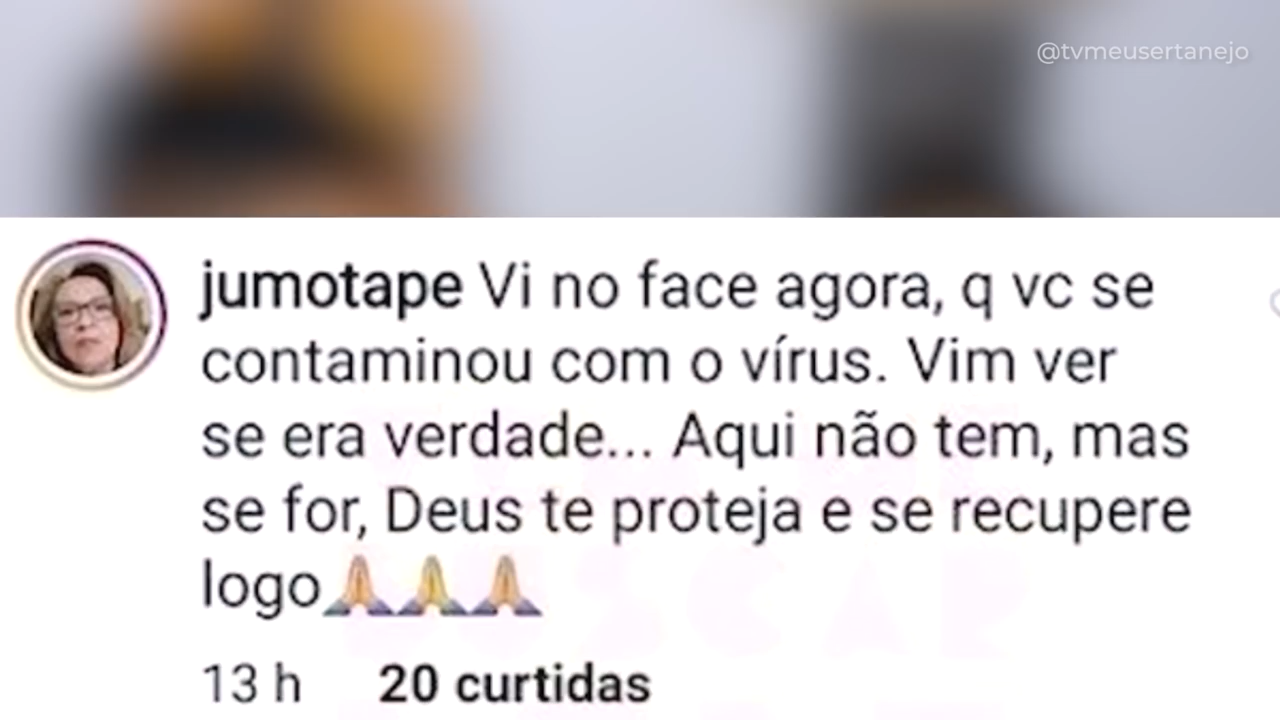 @tvmeusertanejo
jumotape Vi no face agora, q vc se
contaminou com o vírus. Vim ver
se era verdade... Aqui não tem, mas
se for, Deus te proteja e se recupere
logo🙏🙏🙏
13 h 20 curtidas